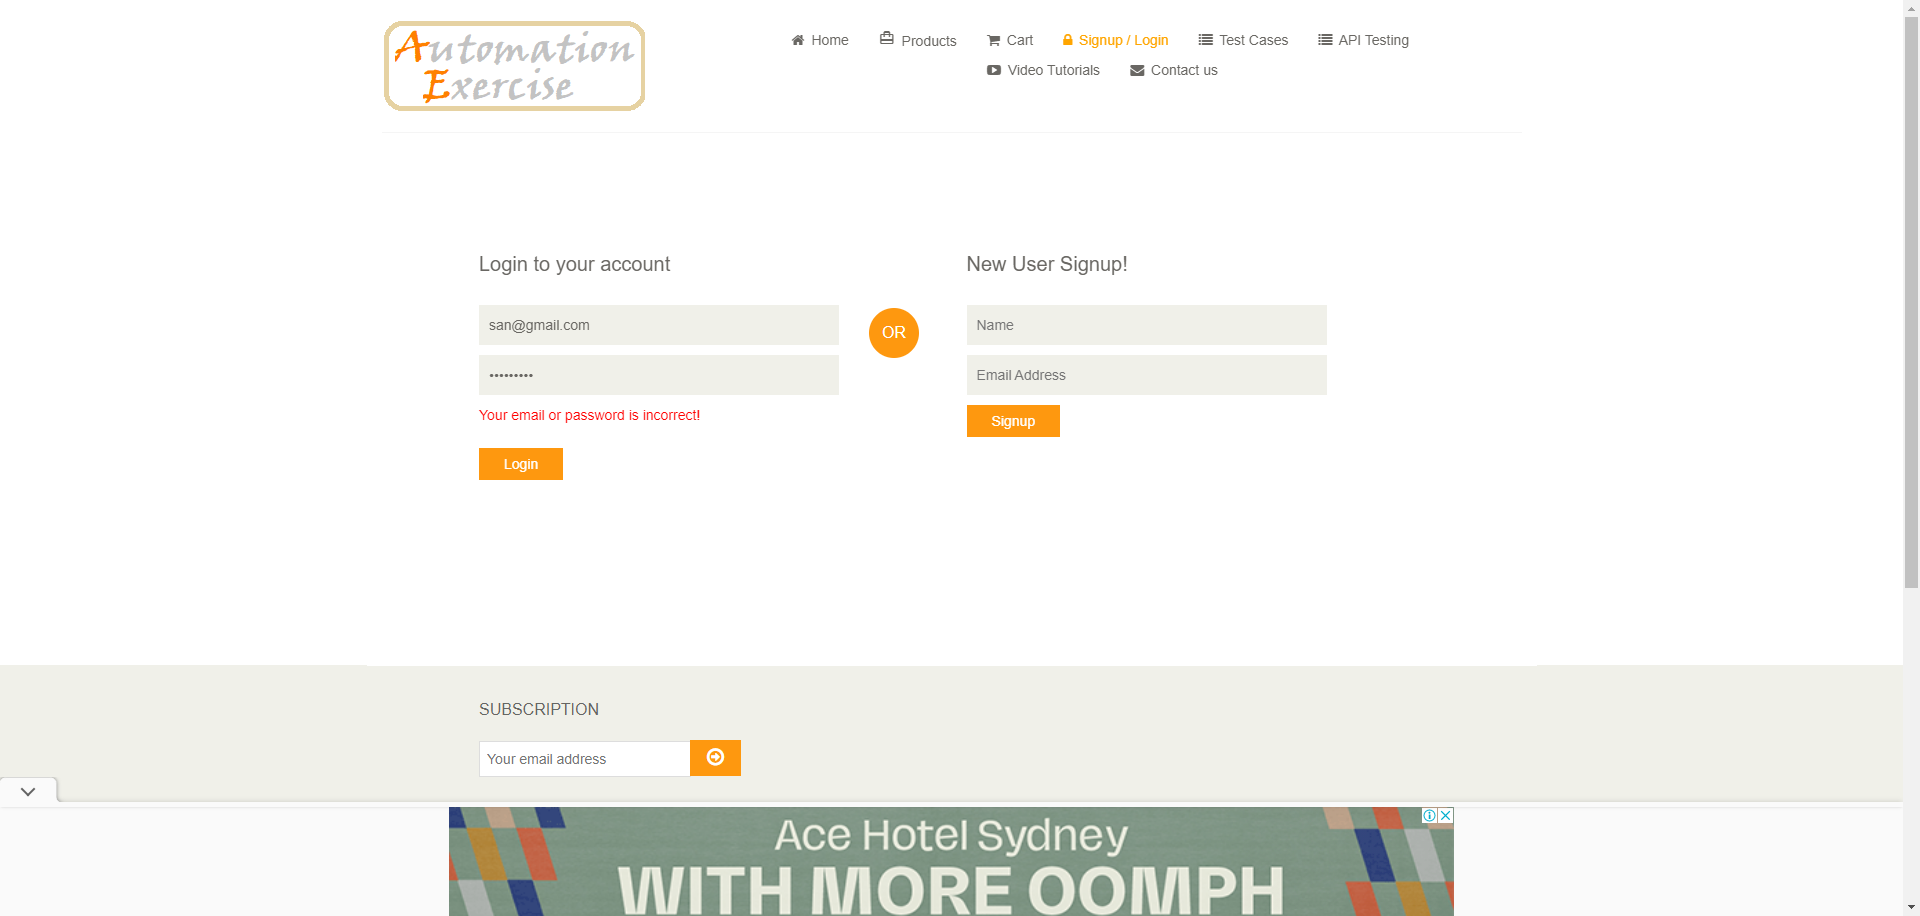 Automation
Exercise
Home
Products
Cart
Signup / Login
Test Cases
API Testing
Video Tutorials
Contact us
Login to your account
san@gmail.com
•••••••••
Your email or password is incorrect!
Login
OR
New User Signup!
Name
Email Address
Signup
SUBSCRIPTION
Your email address
Ace Hotel Sydney
WITH MORE OOMPH